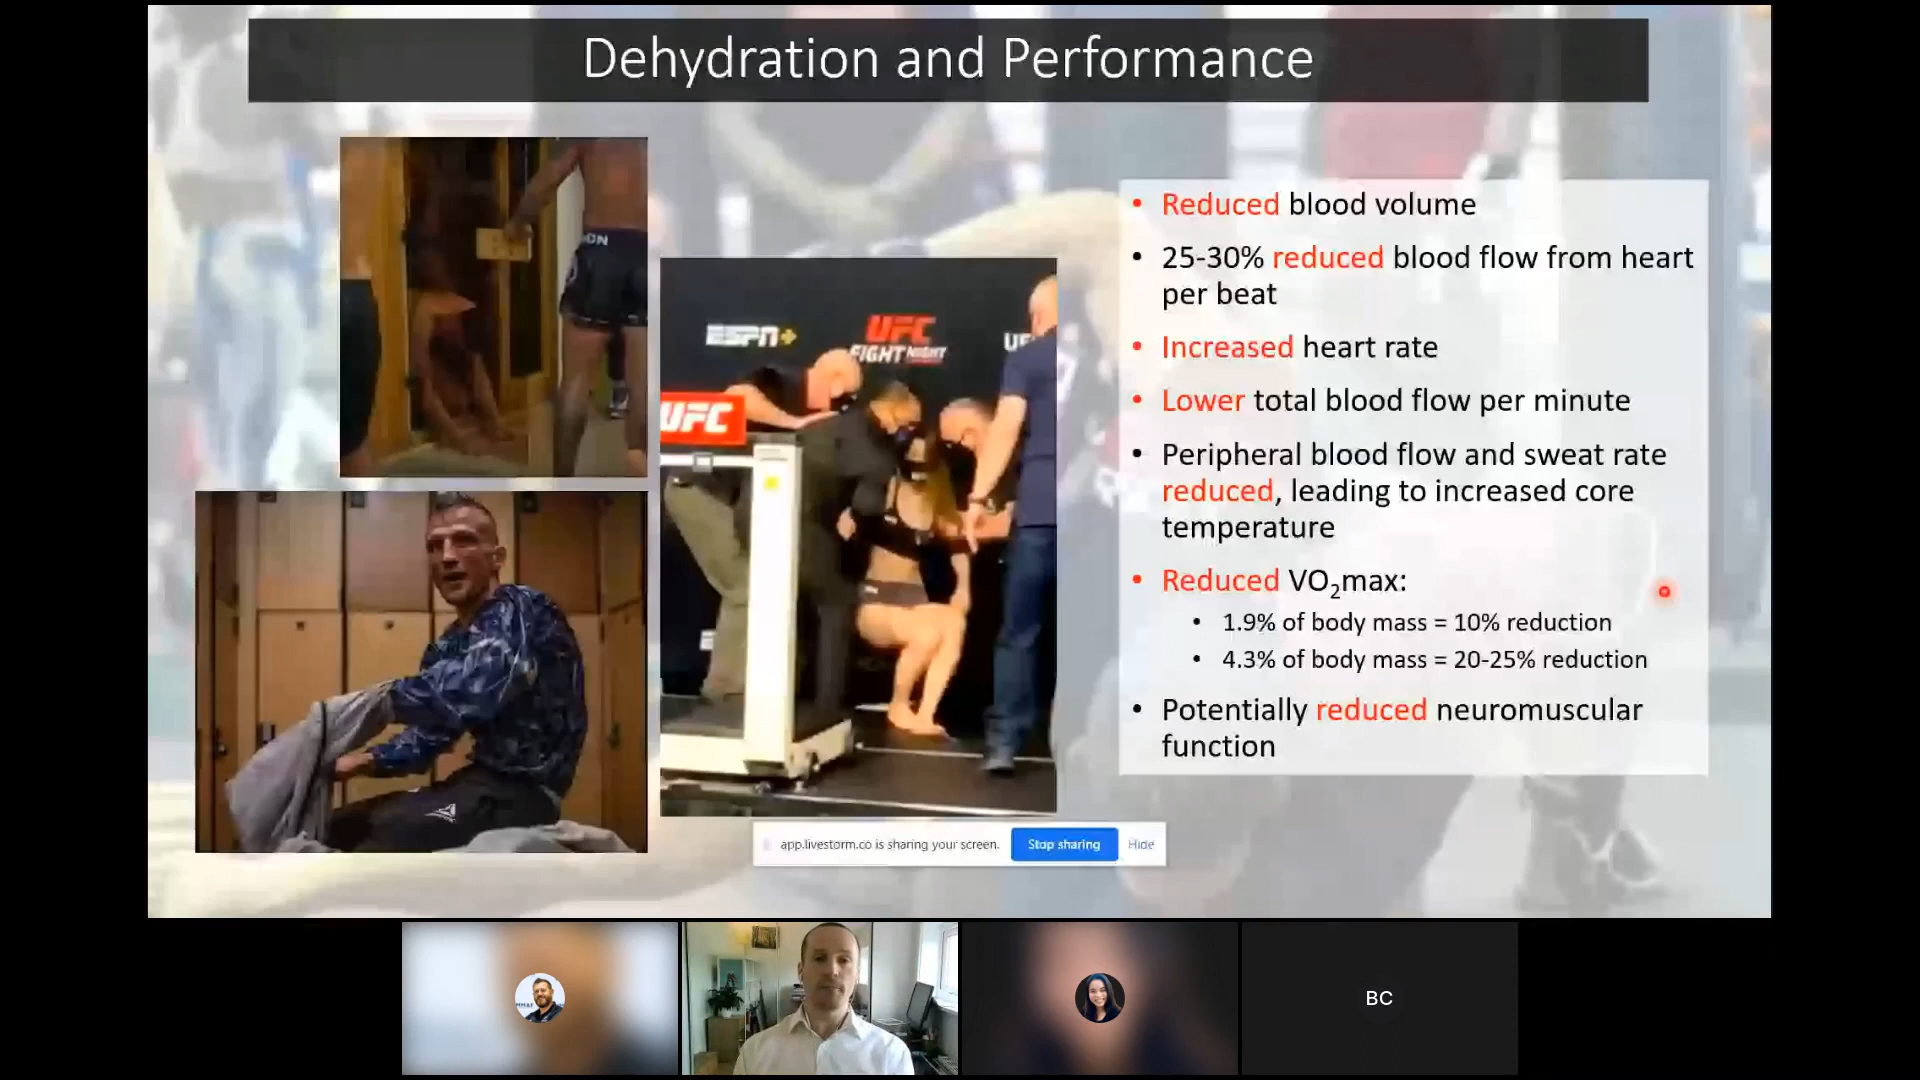 Dehydration and Performance
ESPN+
UFC
FIGHT NIGHT
UF
UFC
• Reduced blood volume
• 25-30% reduced blood flow from heart
per beat
• Increased heart rate
• Lower total blood flow per minute
• Peripheral blood flow and sweat rate
reduced, leading to increased core
temperature
• Reduced VO₂max:
• 1.9% of body mass = 10% reduction
• 4.3% of body mass = 20-25% reduction
• Potentially reduced neuromuscular
function
app.livestorm.co is sharing your screen.
Stop sharing
Hide
BC